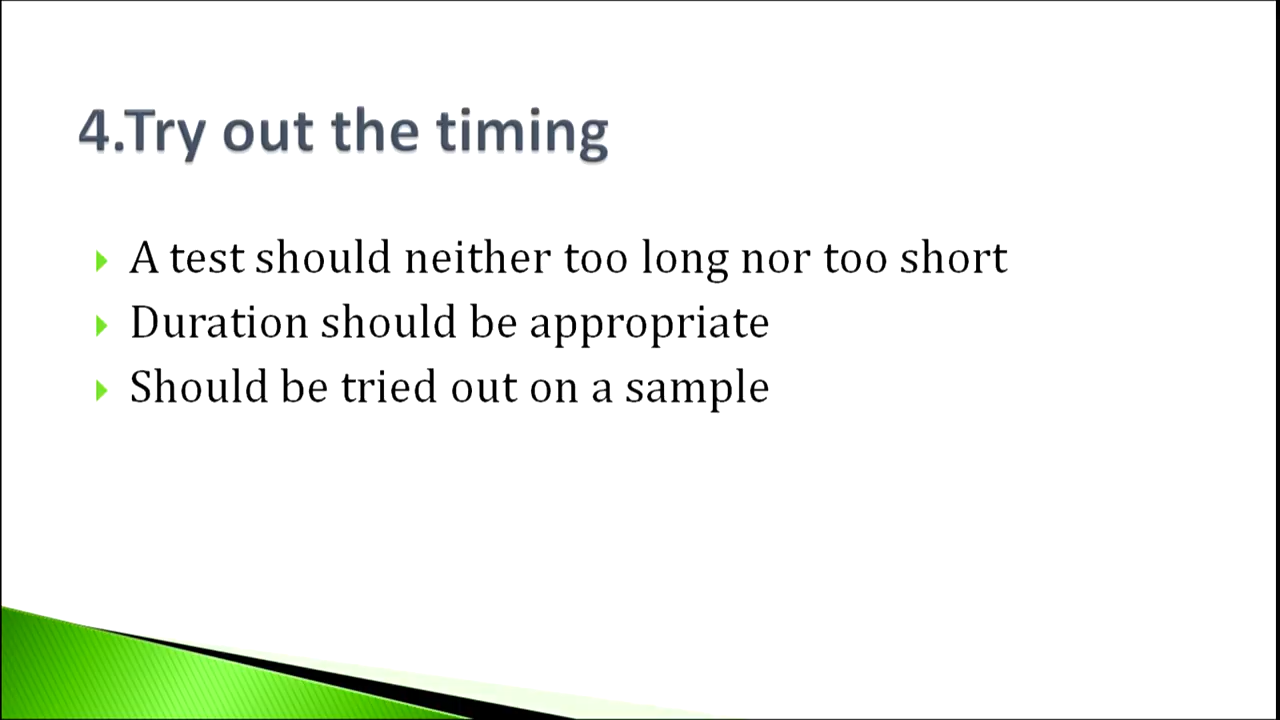 4.Try out the timing
A test should neither too long nor too short
Duration should be appropriate
Should be tried out on a sample